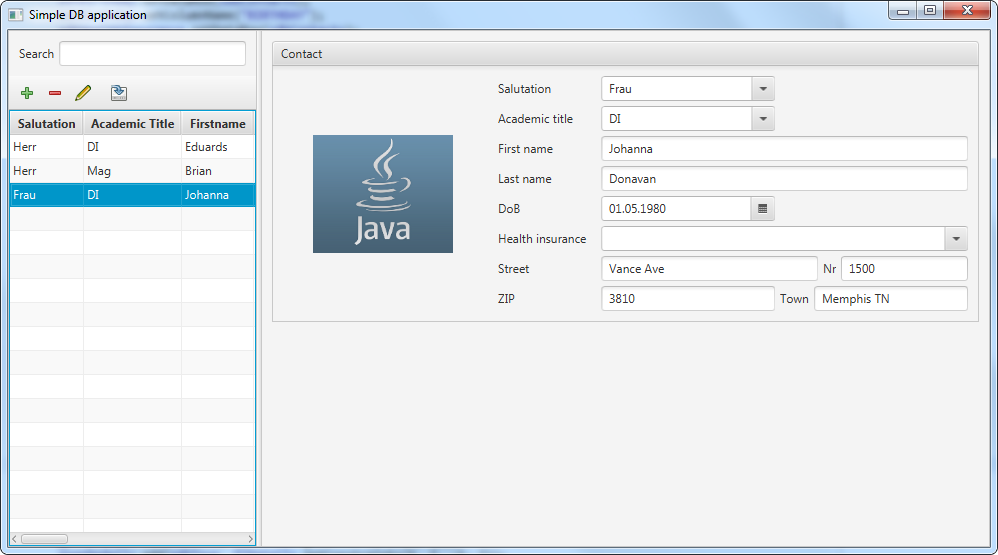 Simple DB application
Search
Salutation Academic Title Firstname
Herr DI Eduards
Herr Mag Brian
Frau DI Johanna
Contact
Java
Salutation Frau
Academic title DI
First name Johanna
Last name Donavan
DoB 01.05.1980
Health insurance
Street Vance Ave Nr 1500
ZIP 3810 Town Memphis TN